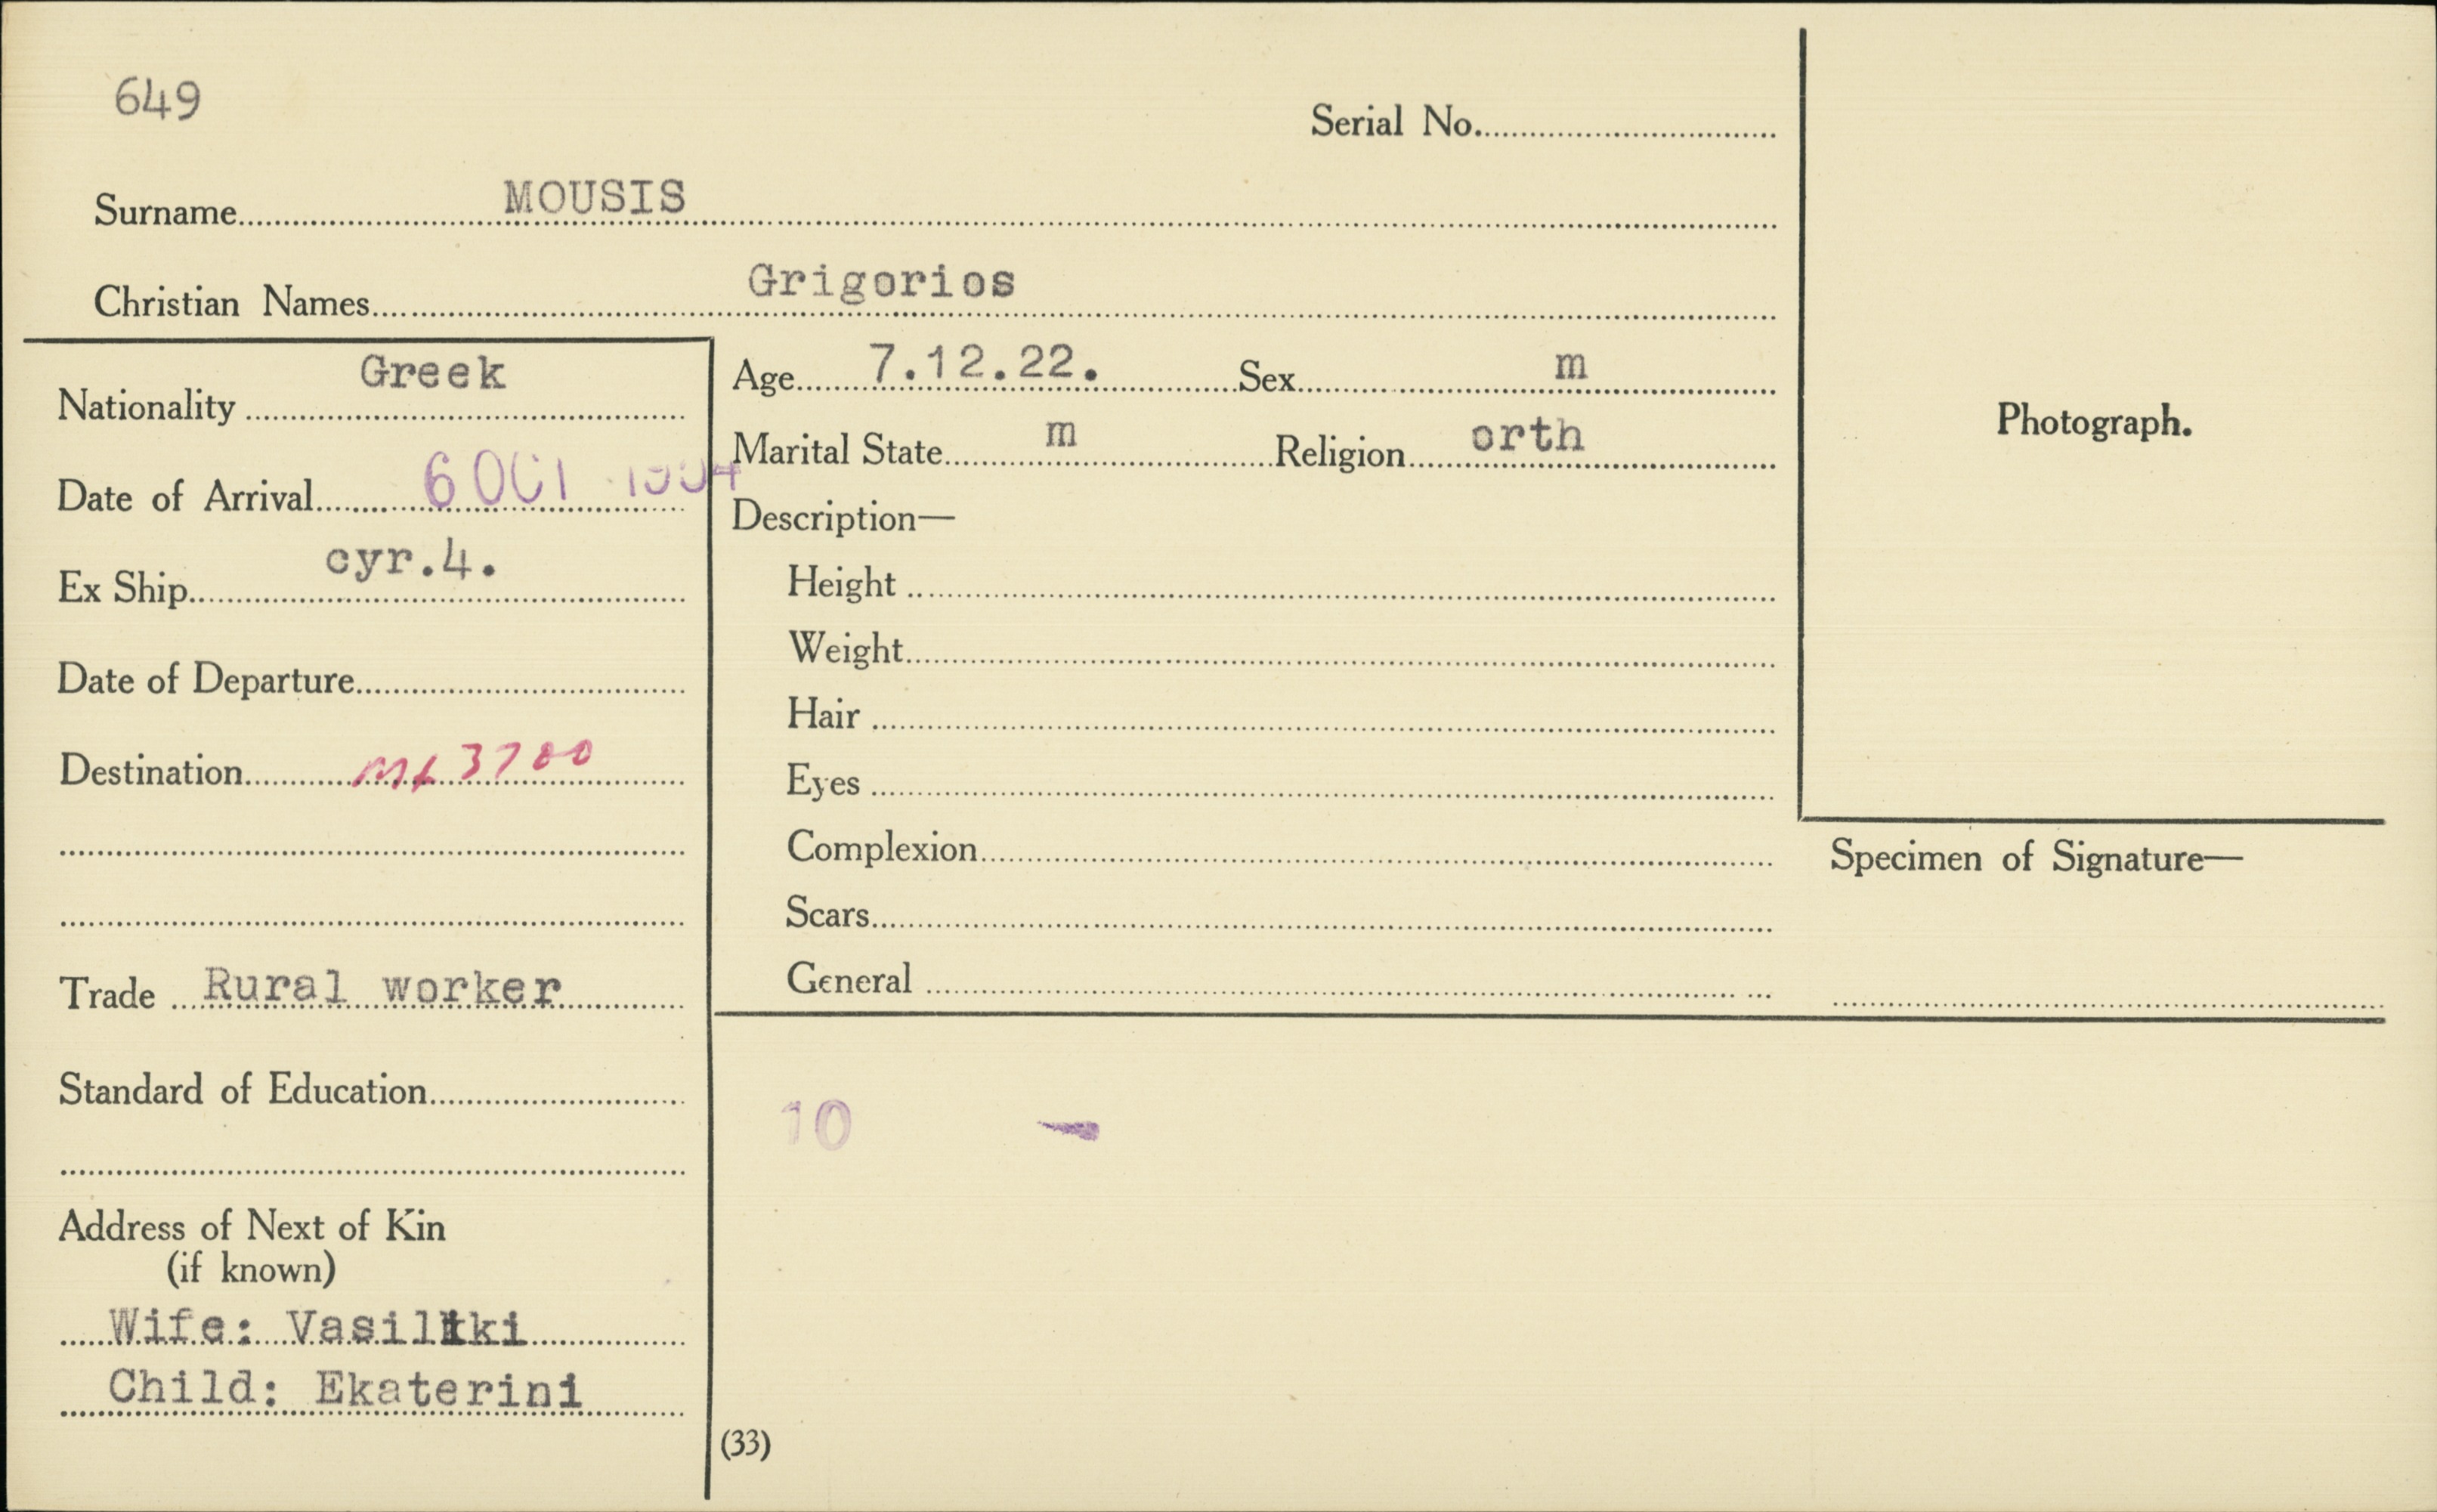 649
Serial No.
Surname MOUSIS
Christian Names Grigorios
Nationality Greek
Date of Arrival 6 OCT 1954
Ex Ship cyr.4.
Date of Departure
Destination 3700
Trade Rural worker
Standard of Education
Address of Next of Kin
(if known)
Wife: Vasiliki
Child: Ekaterini
Age 7.12.22. Sex m
Marital State m Religion orth
Description—
Height
Weight
Hair
Eyes
Complexion
Scars
General
10
(33)
Photograph.
Specimen of Signature—